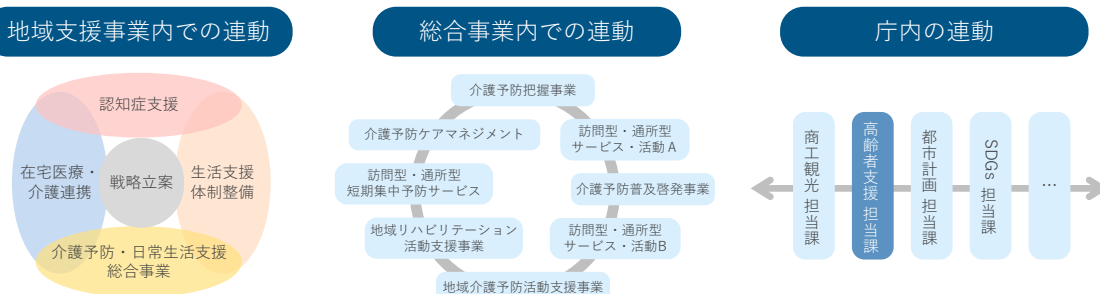 地域支援事業内での連動
認知症支援
在宅医療・
介護連携
戦略立案
生活支援
体制整備
介護予防・日常生活支援
総合事業
総合事業内での連動
介護予防把握事業
介護予防ケアマネジメント
訪問型・通所型
サービス・活動A
訪問型・通所型
短期集中予防サービス
介護予防普及啓発事業
地域リハビリテーション
活動支援事業
訪問型・通所型
サービス・活動B
地域介護予防活動支援事業
庁内の連動
商工観光 担当課
高齢者支援 担当課
都市計画 担当課
SDGs 担当課
…